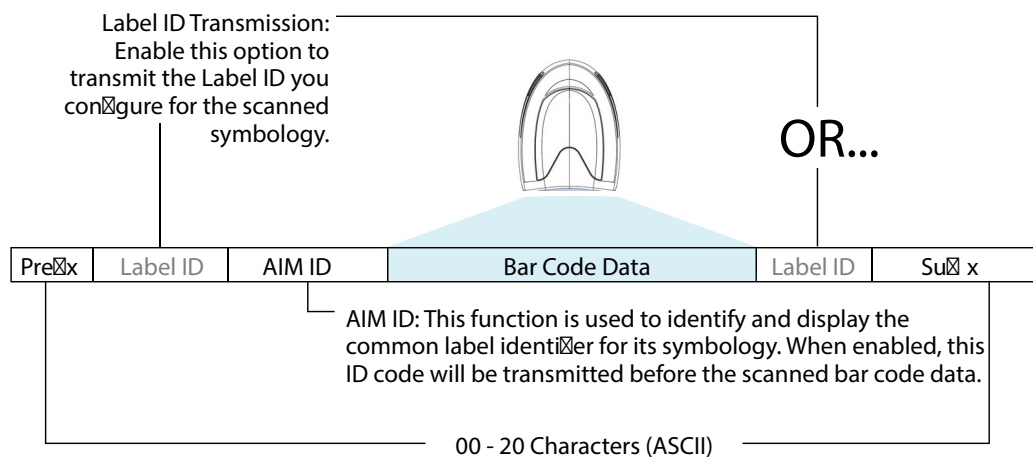 Label ID Transmission:
Enable this option to
transmit the Label ID you
con☒gure for the scanned
symbology.
OR...
Pre☒x Label ID AIM ID Bar Code Data Label ID Su☒ x
AIM ID: This function is used to identify and display the
common label identi☒er for its symbology. When enabled, this
ID code will be transmitted before the scanned bar code data.
00 - 20 Characters (ASCII)